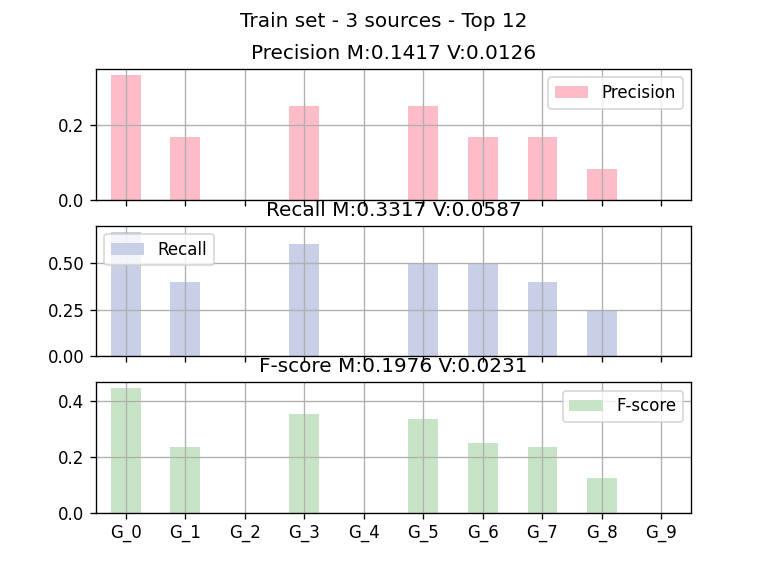 Train set - 3 sources - Top 12
Precision M:0.1417 V:0.0126
Precision
0.2
0.0
Recall M:0.3317 V:0.0587
Recall
0.50
0.25
0.00
F-score M:0.1976 V:0.0231
F-score
0.4
0.2
0.0
G_0 G_1 G_2 G_3 G_4 G_5 G_6 G_7 G_8 G_9